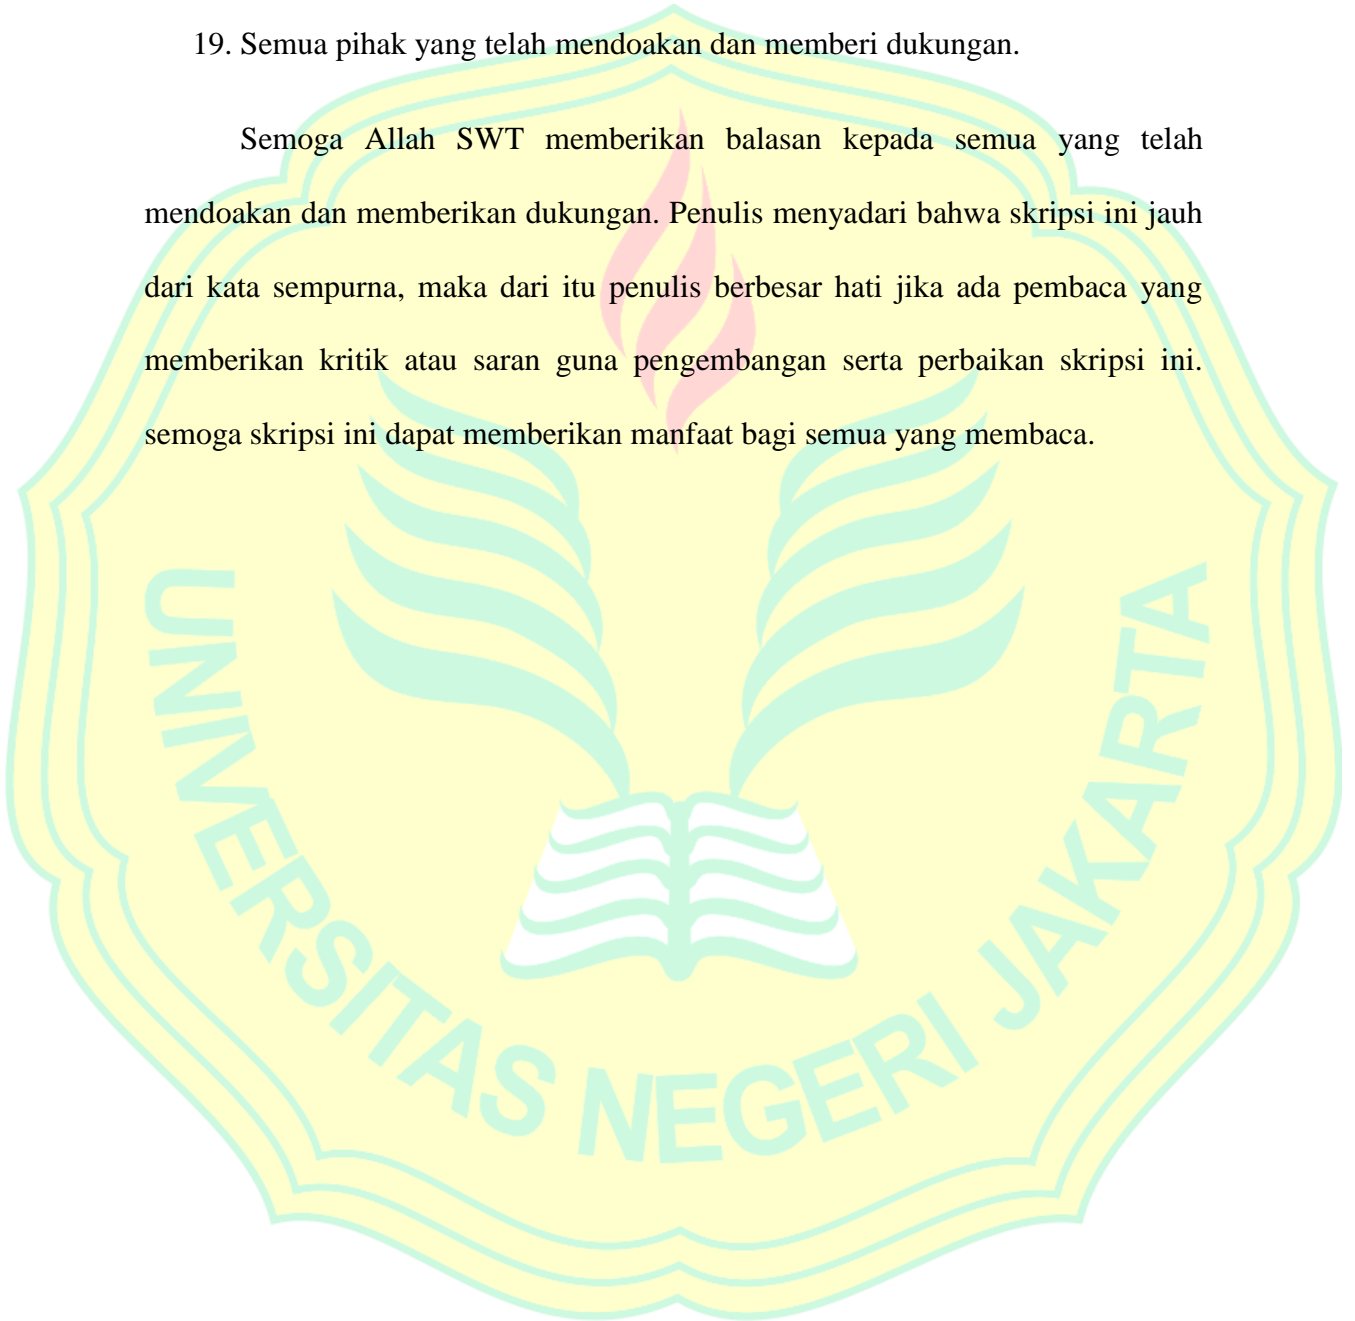 19. Semua pihak yang telah mendoakan dan memberi dukungan.
Semoga Allah SWT memberikan balasan kepada semua yang telah
mendoakan dan memberikan dukungan. Penulis menyadari bahwa skripsi ini jauh
dari kata sempurna, maka dari itu penulis berbesar hati jika ada pembaca yang
memberikan kritik atau saran guna pengembangan serta perbaikan skripsi ini.
semoga skripsi ini dapat memberikan manfaat bagi semua yang membaca.
UNIVERSITAS NEGERI JAKARTA